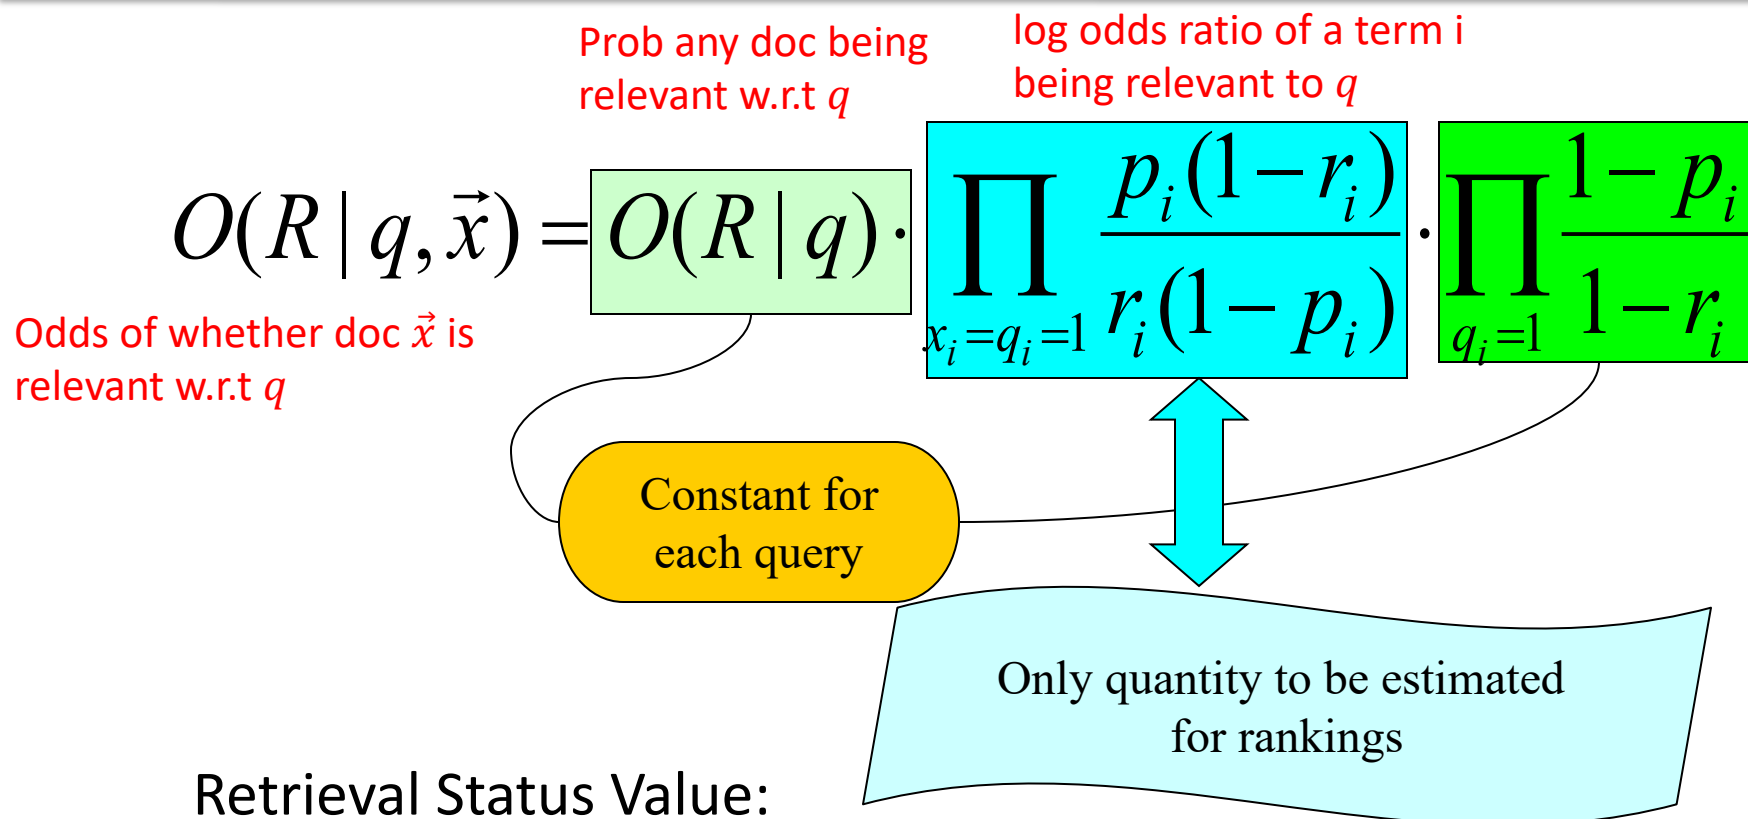 Prob any doc being
relevant w.r.t q
log odds ratio of a term i
being relevant to q
O(R | q, x⃗) = O(R | q) · ∏_{x_i=q_i=1} \frac{p_i(1 − r_i)}{r_i(1 − p_i)} · ∏_{q_i=1} \frac{1 − p_i}{1 − r_i}
Odds of whether doc x⃗ is
relevant w.r.t q
Constant for
each query
Only quantity to be estimated
for rankings
Retrieval Status Value: